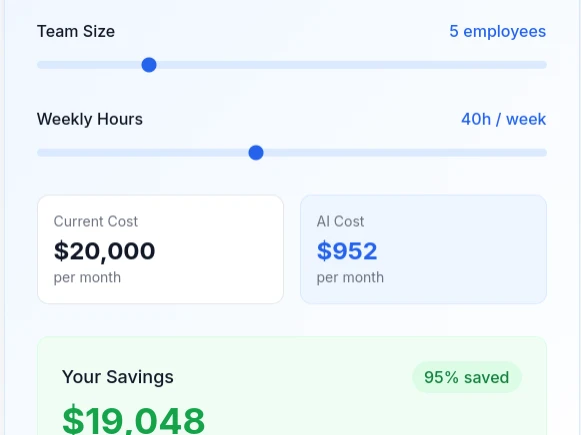 Team Size 5 employees
Weekly Hours 40h / week
Current Cost
$20,000
per month
AI Cost
$952
per month
Your Savings 95% saved
$19,048